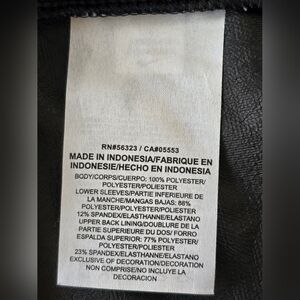 RN#56323 / CA#05553
MADE IN INDONESIA/FABRIQUE EN
INDONESIE/HECHO EN INDONESIA
BODY/CORPS/CUERPO: 100% POLYESTER/
POLYESTER/POLIESTER
LOWER SLEEVES/PARTIE INFERIEURE DE
LA MANCHE/MANGAS BAJAS: 88%
POLYESTER/POLYESTER/POLIESTER
12% SPANDEX/ELASTHANNE/ELASTANO
UPPER BACK LINING/DOUBLURE DE LA
PARTIE SUPERIEURE DU DOS/ FORRO
ESPALDA SUPERIOR: 77% POLYESTER/
POLYESTER/POLIESTER
23% SPANDEX/ELASTHANNE/ELASTANO
EXCLUSIVE OF DECORATION/DECORATION
NON COMPRISE/NO INCLUYE LA
DECORACION